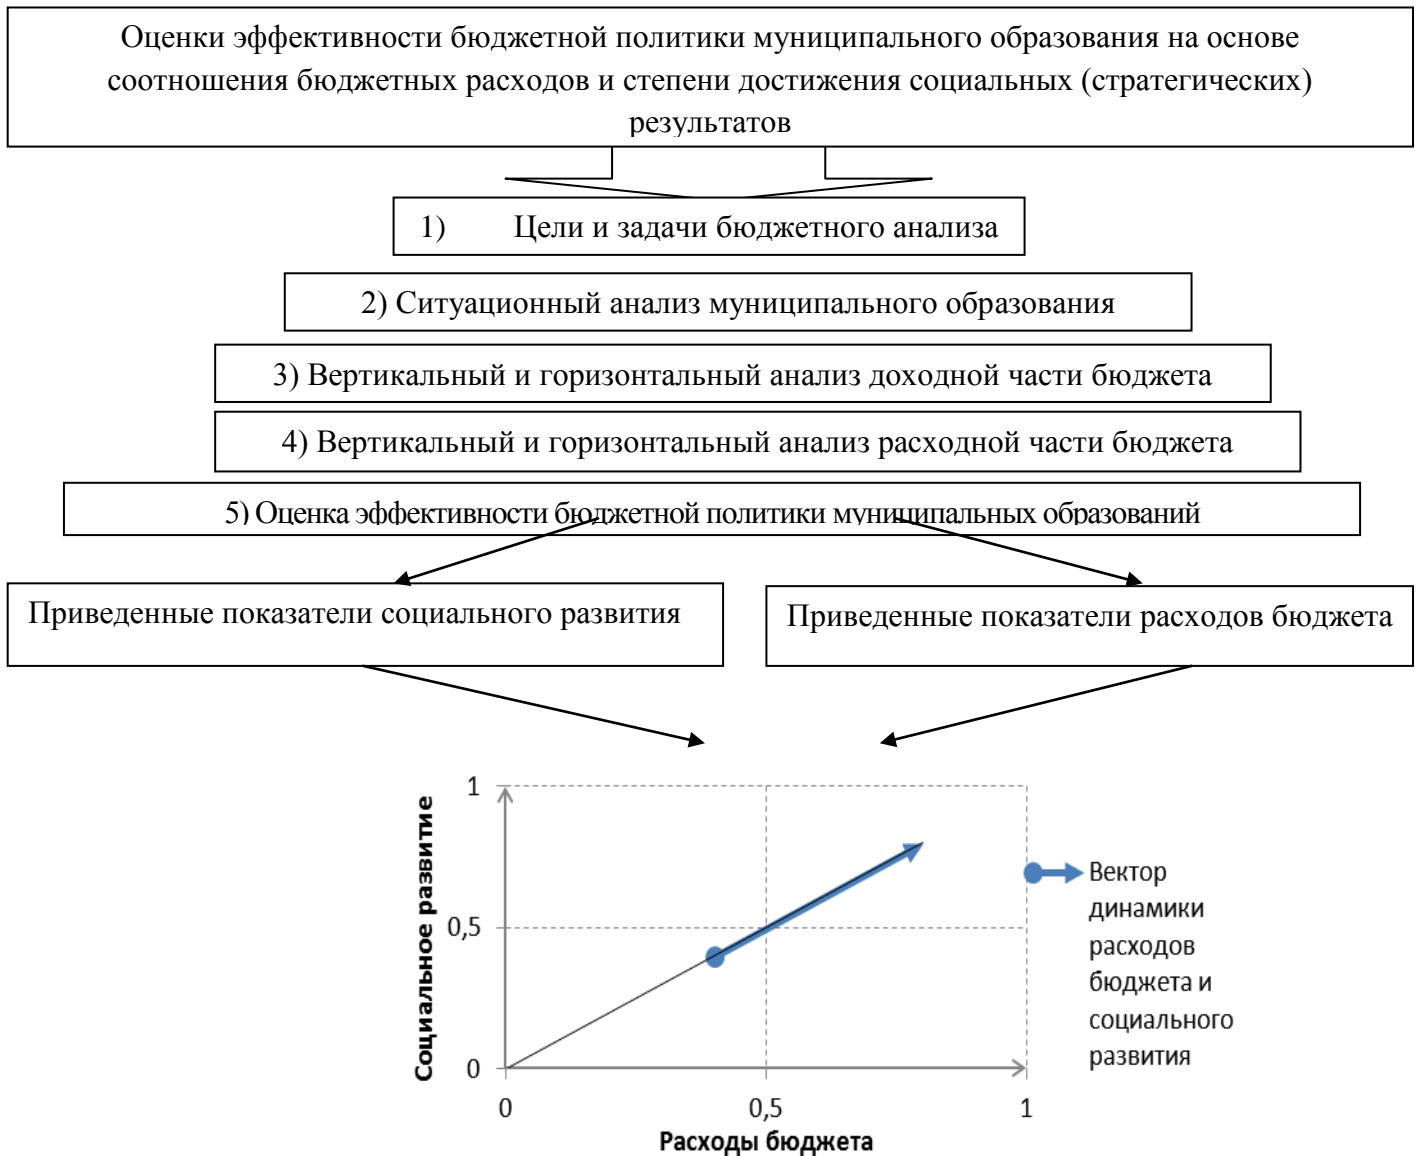 Оценки эффективности бюджетной политики муниципального образования на основе
соотношения бюджетных расходов и степени достижения социальных (стратегических)
результатов
1) Цели и задачи бюджетного анализа
2) Ситуационный анализ муниципального образования
3) Вертикальный и горизонтальный анализ доходной части бюджета
4) Вертикальный и горизонтальный анализ расходной части бюджета
5) Оценка эффективности бюджетной политики муниципальных образований
Приведенные показатели социального развития
Приведенные показатели расходов бюджета
Социальное развитие
1
0,5
0
0
0,5
1
Расходы бюджета
Вектор
динамики
расходов
бюджета и
социального
развития